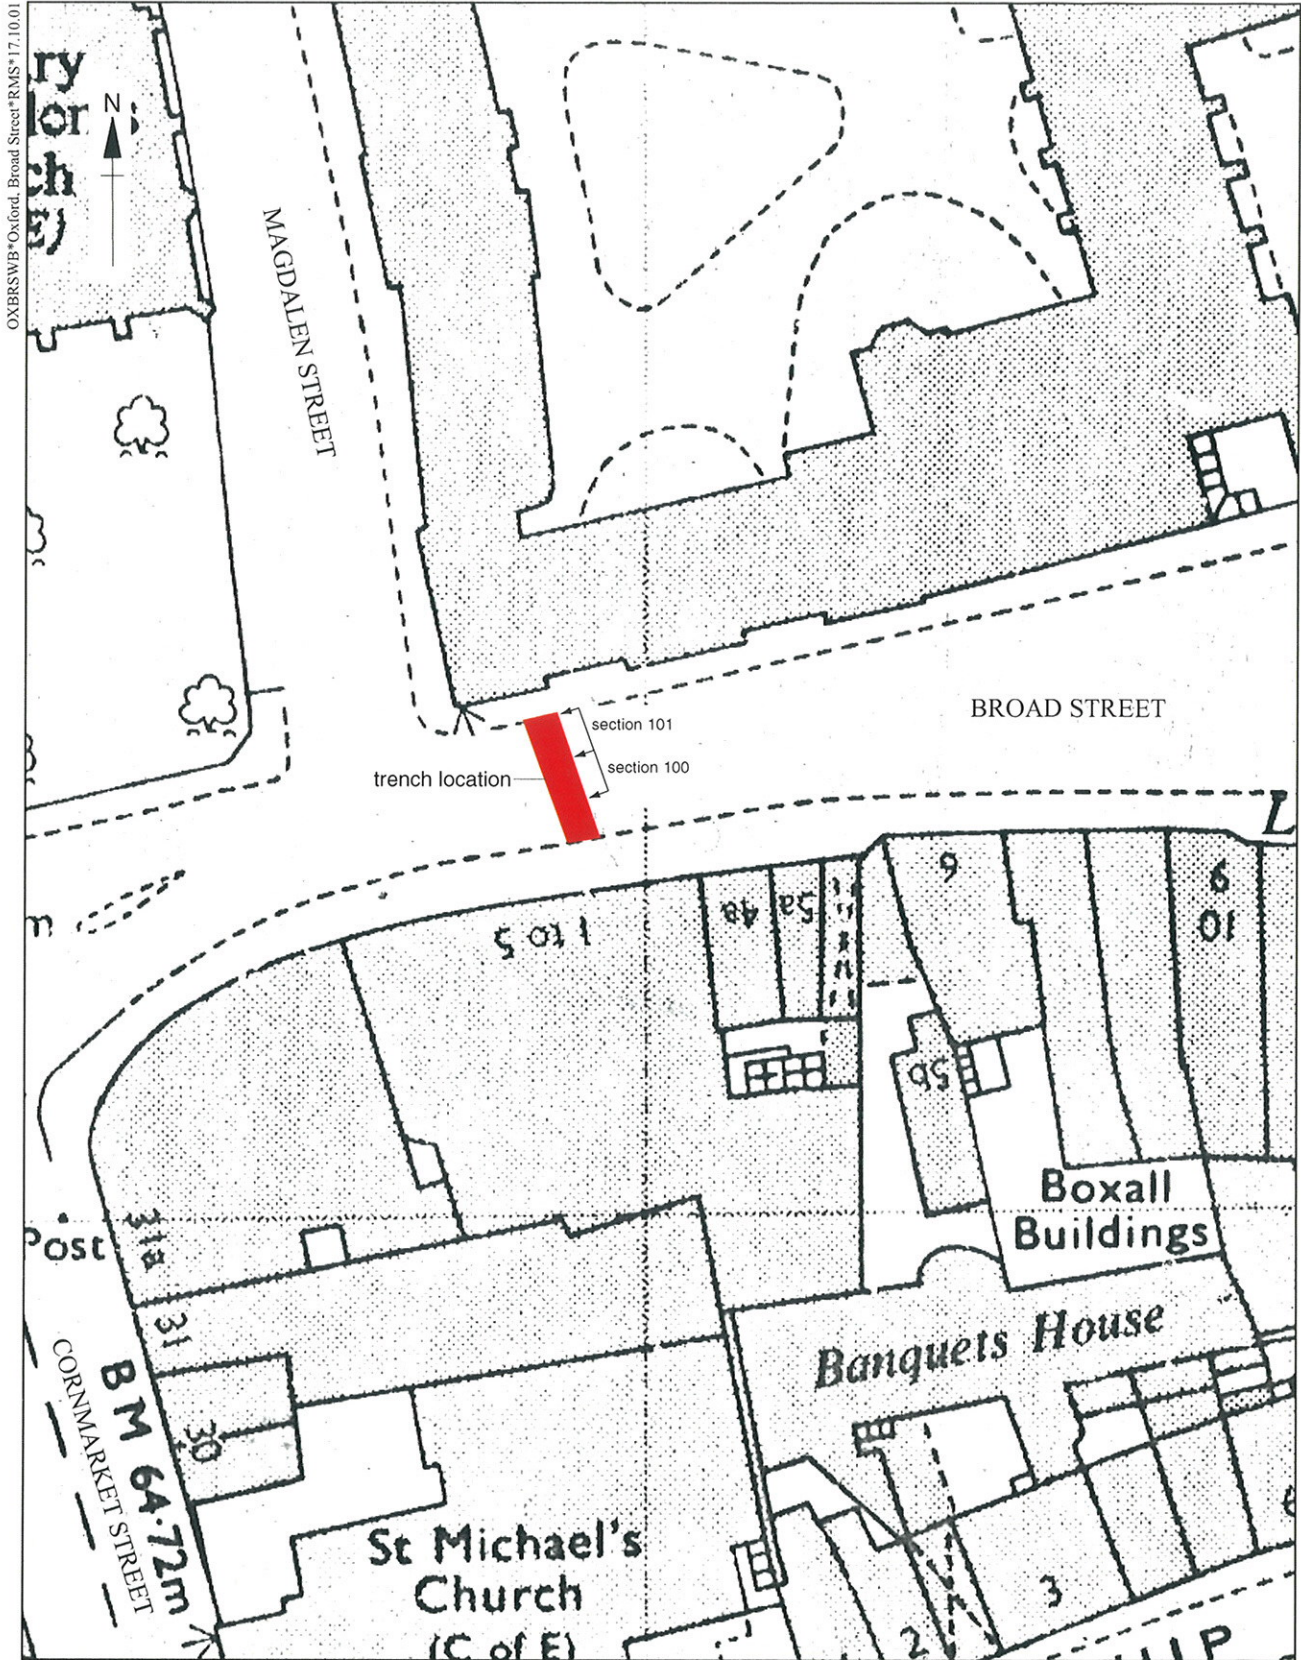 OXBRSWB*Oxford, Broad Street*RMS*17.10.01
ry
ch
N
MAGDALEN STREET
BROAD STREET
section 101
section 100
trench location
L
m
1 to 5
4a
5a
6
9
10
5b
Boxall
Buildings
Post
31a
31
30
Banquets House
CORNMARKET STREET
B M 64·72m
St Michael's
Church
(C of E)
2
3